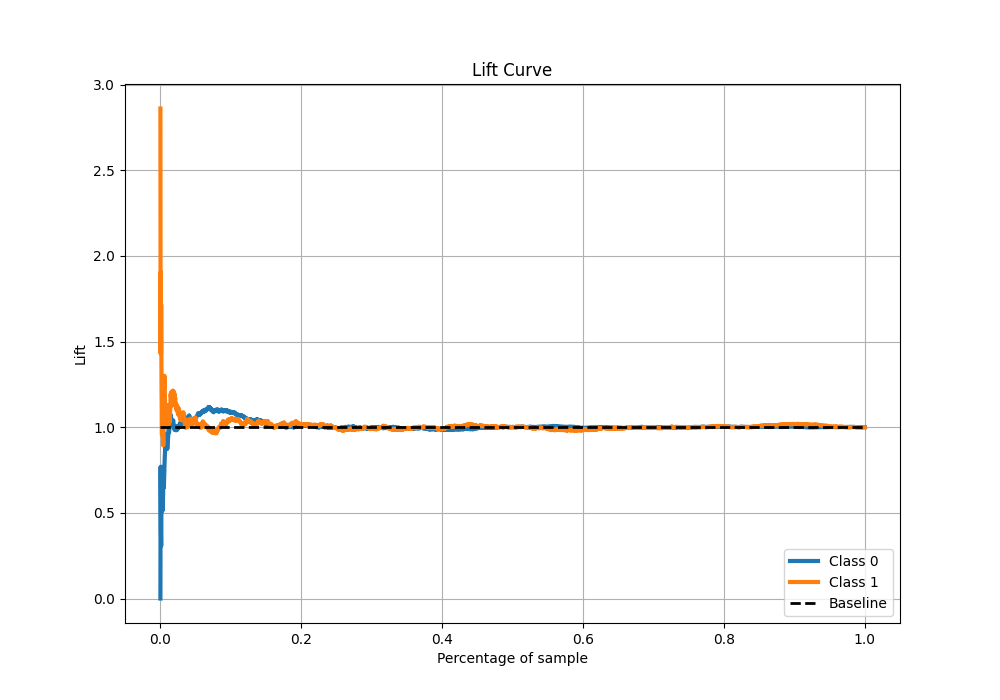 Lift Curve
3.0
2.5
2.0
1.5
1.0
0.5
0.0
Lift
0.0 0.2 0.4 0.6 0.8 1.0
Percentage of sample
Class 0
Class 1
Baseline